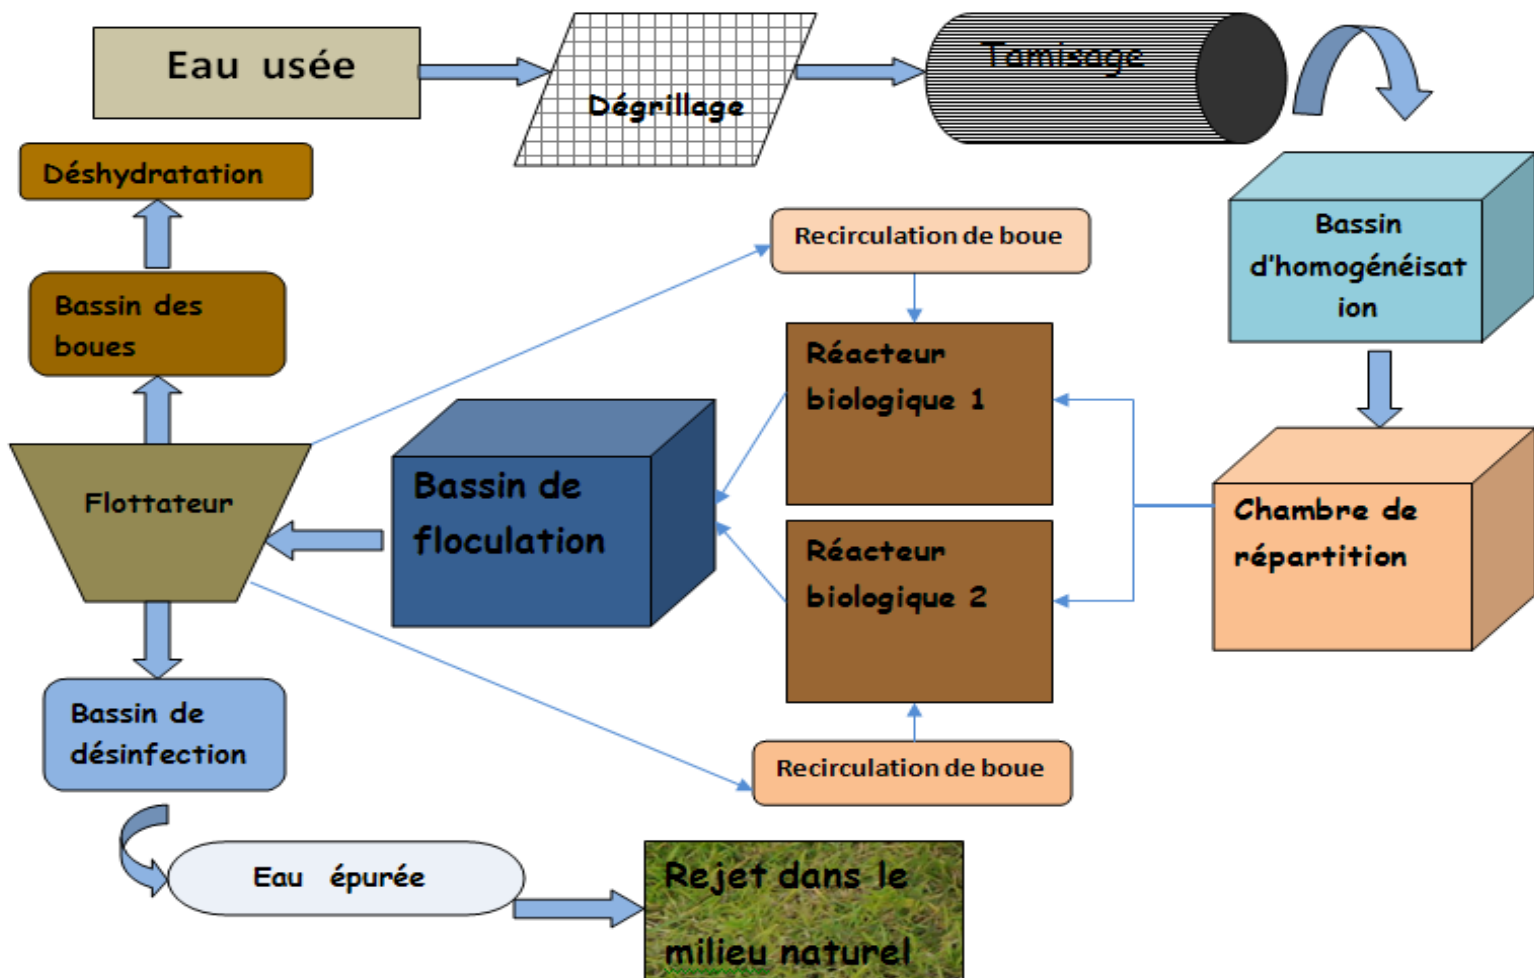 Eau usée
Dégrillage
Tamisage
Bassin
d'homogénéisat
ion
Chambre de
répartition
Recirculation de boue
Réacteur
biologique 1
Réacteur
biologique 2
Recirculation de boue
Bassin de
floculation
Flottateur
Bassin des
boues
Déshydratation
Bassin de
désinfection
Eau épurée
Rejet dans le
milieu naturel